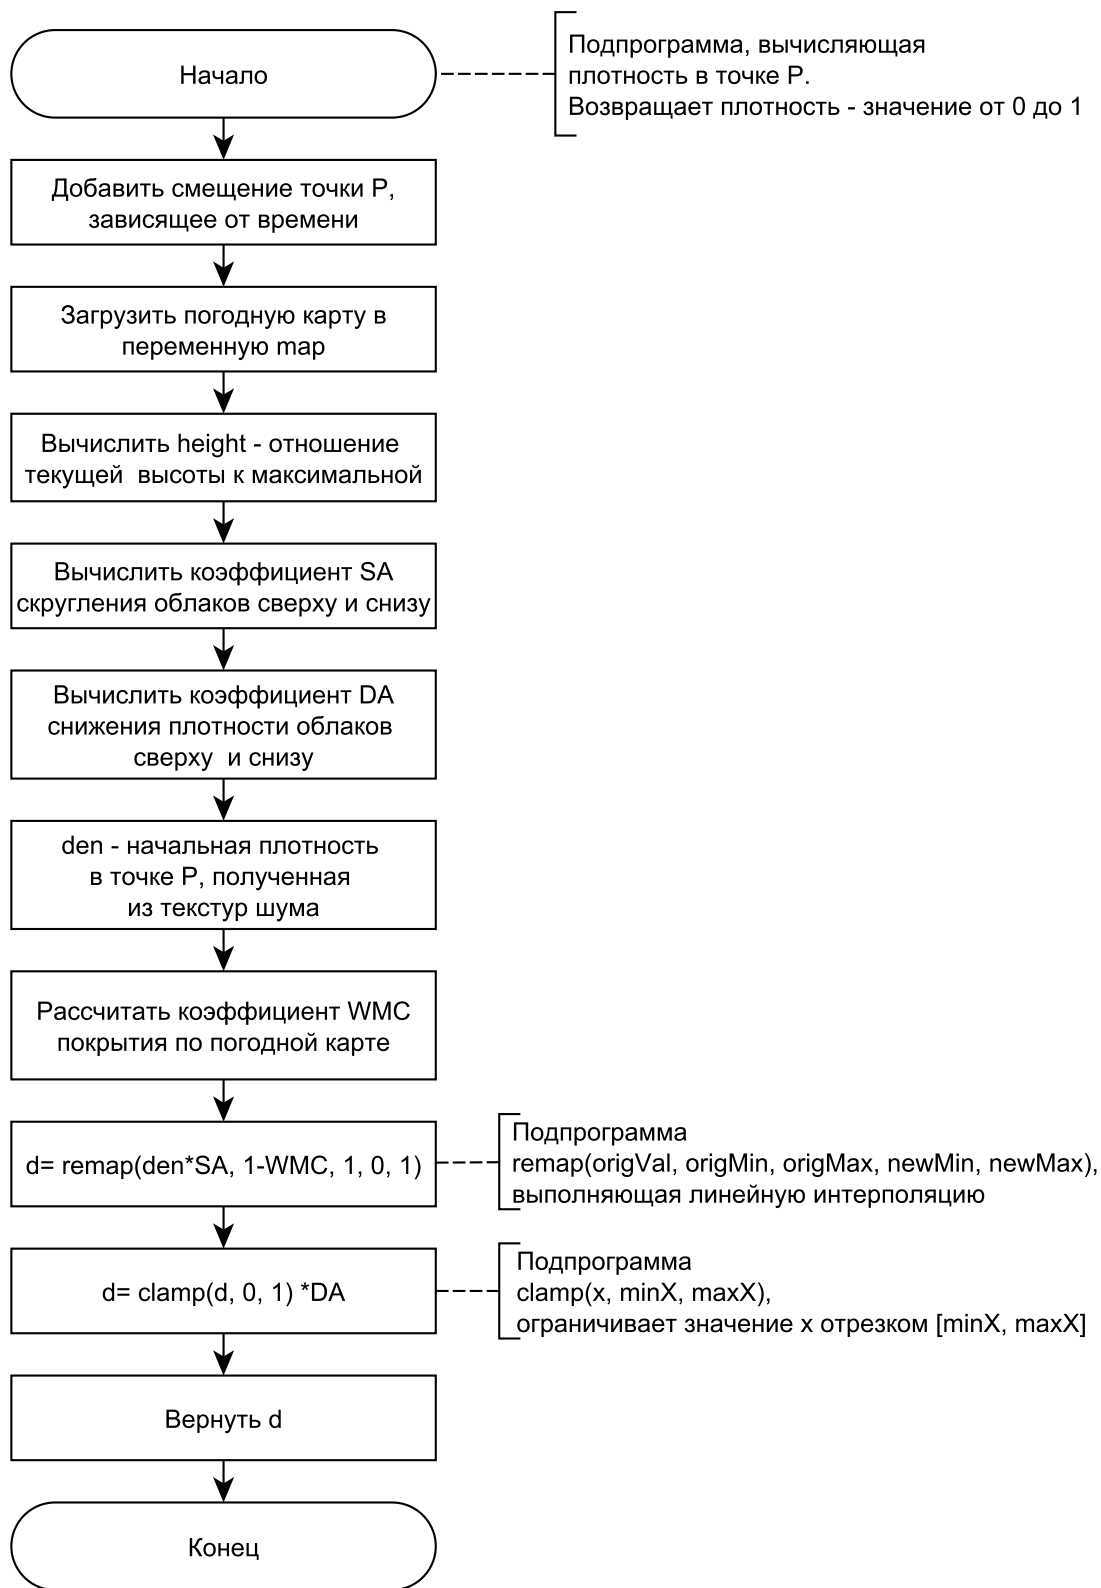 Начало
Подпрограмма, вычисляющая
плотность в точке P.
Возвращает плотность - значение от 0 до 1
Добавить смещение точки P,
зависящее от времени
Загрузить погодную карту в
переменную map
Вычислить height - отношение
текущей высоты к максимальной
Вычислить коэффициент SA
скругления облаков сверху и снизу
Вычислить коэффициент DA
снижения плотности облаков
сверху и снизу
den - начальная плотность
в точке P, полученная
из текстур шума
Рассчитать коэффициент WMC
покрытия по погодной карте
d= remap(den*SA, 1-WMC, 1, 0, 1)
Подпрограмма
remap(origVal, origMin, origMax, newMin, newMax),
выполняющая линейную интерполяцию
d= clamp(d, 0, 1) *DA
Подпрограмма
clamp(x, minX, maxX),
ограничивает значение x отрезком [minX, maxX]
Вернуть d
Конец